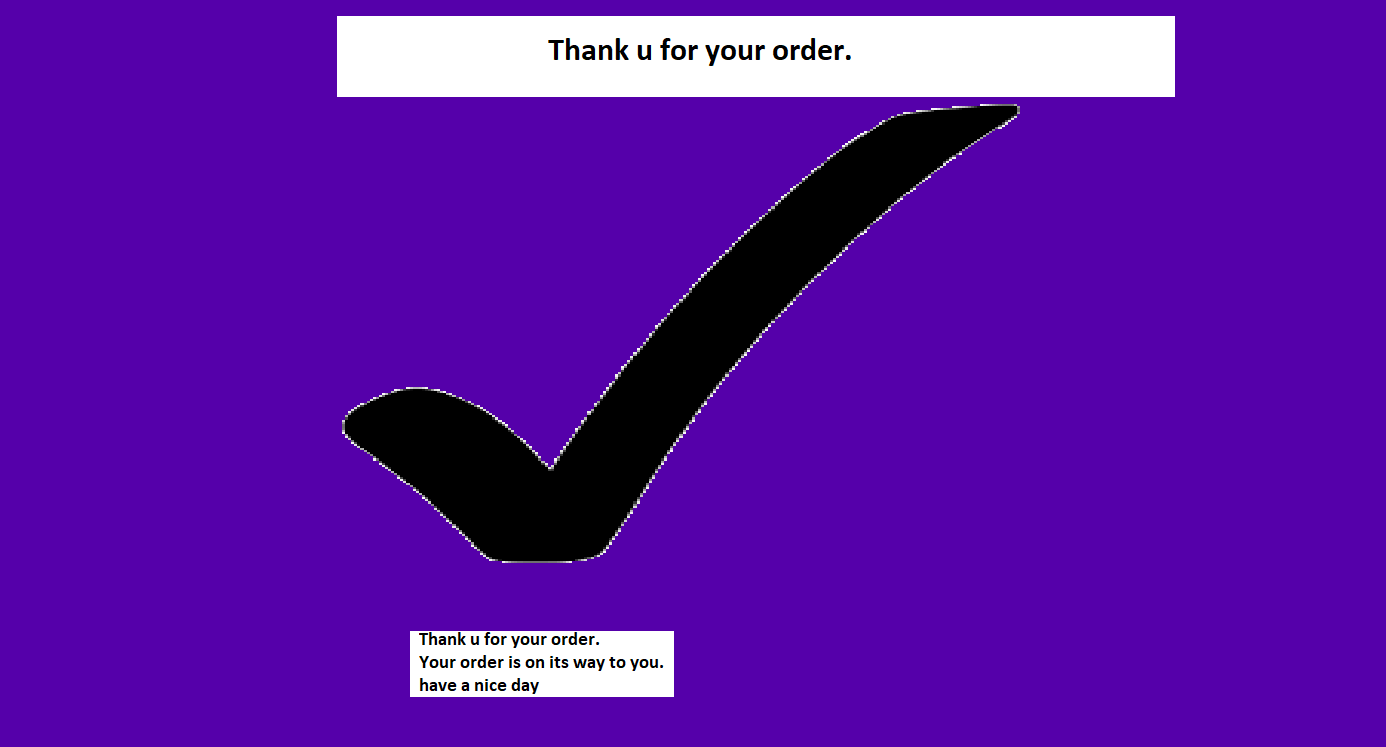 Thank u for your order.
Thank u for your order.
Your order is on its way to you.
have a nice day